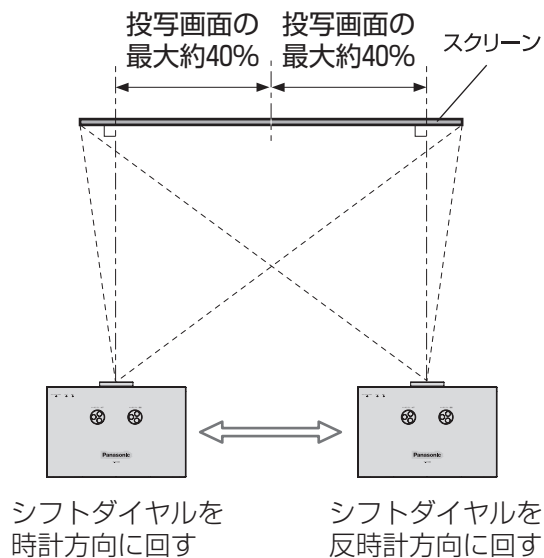 投写画面の
最大約40%
投写画面の
最大約40%
スクリーン
Panasonic
Panasonic
シフトダイヤルを
時計方向に回す
シフトダイヤルを
反時計方向に回す